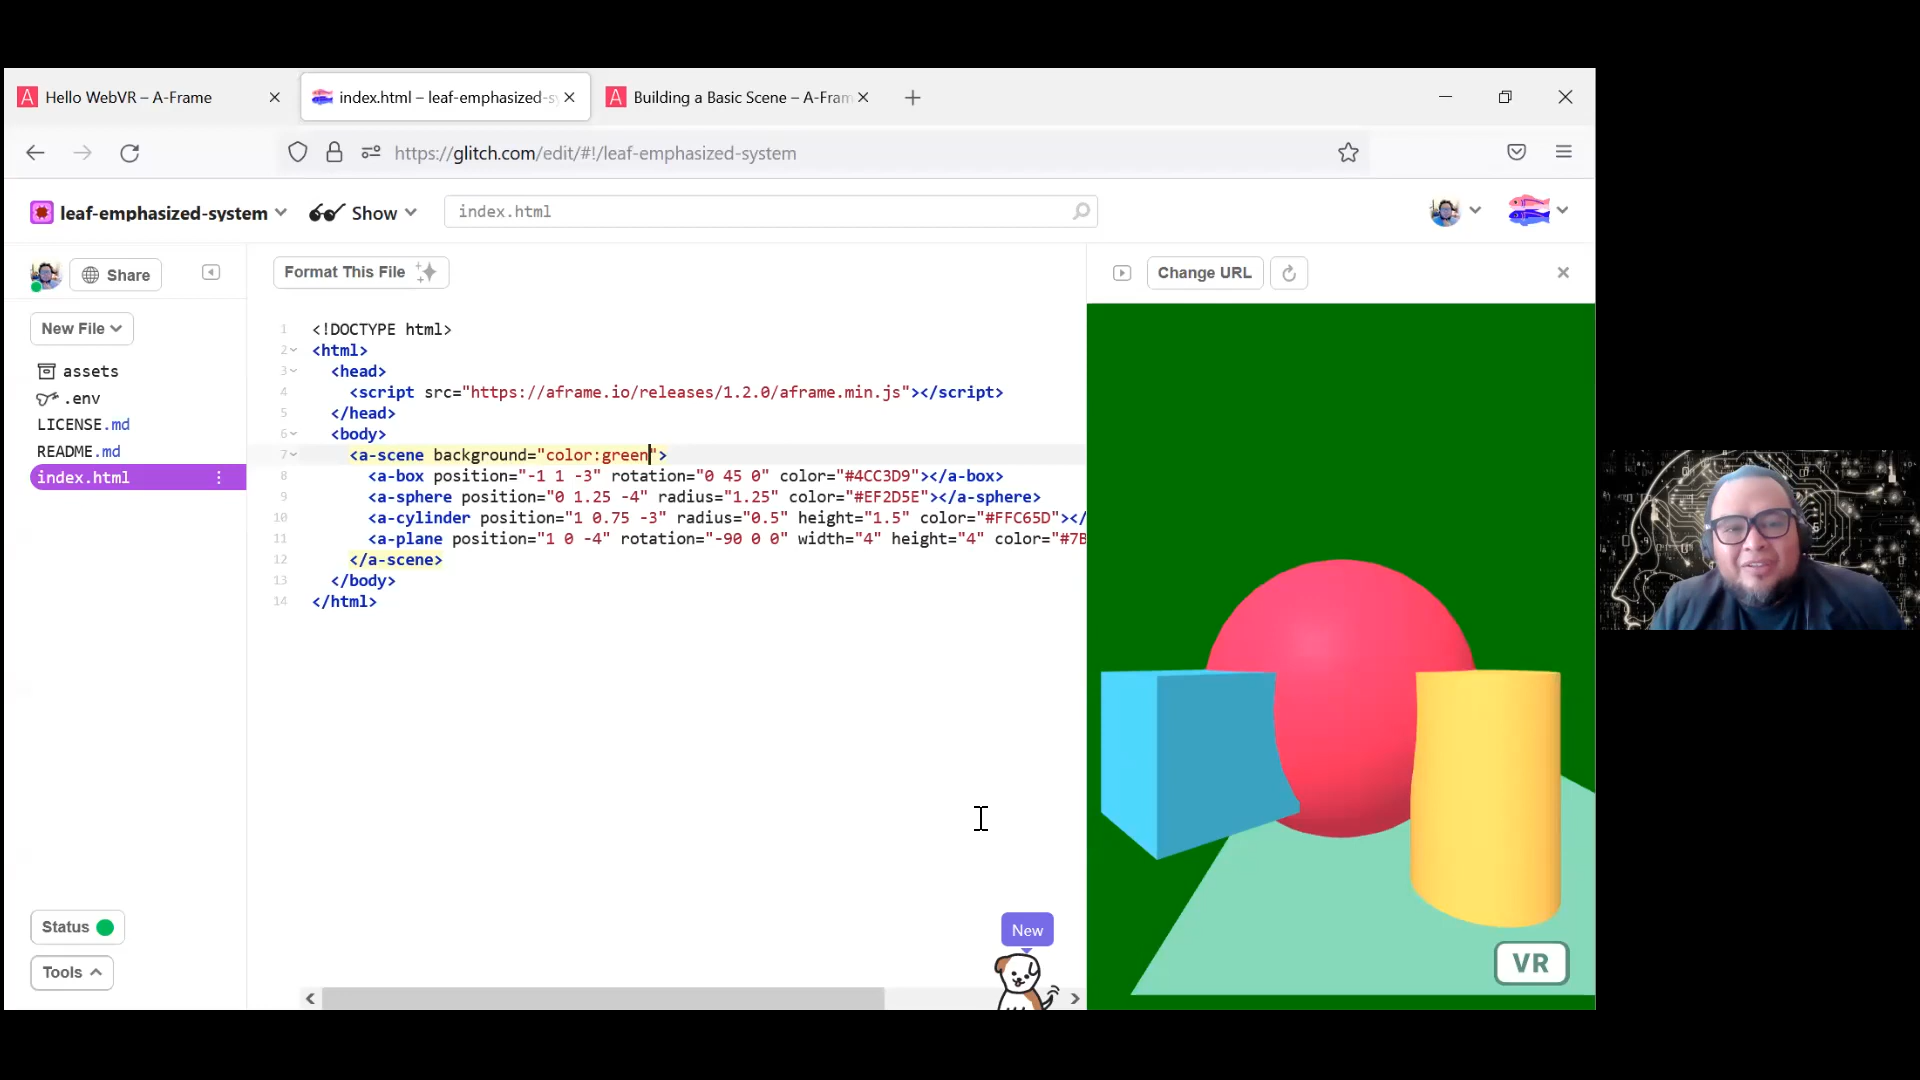 Hello WebVR – A-Frame
index.html – leaf-emphasized-s
Building a Basic Scene – A-Fram
https://glitch.com/edit/#!/leaf-emphasized-system
leaf-emphasized-system
Show
index.html
Share
Format This File
Change URL
New File
assets
.env
LICENSE.md
README.md
index.html
1 <!DOCTYPE html>
2 <html>
3 <head>
4 <script src="https://aframe.io/releases/1.2.0/aframe.min.js"></script>
5 </head>
6 <body>
7 <a-scene background="color:green">
8 <a-box position="-1 1 -3" rotation="0 45 0" color="#4CC3D9"></a-box>
9 <a-sphere position="0 1.25 -4" radius="1.25" color="#EF2D5E"></a-sphere>
10 <a-cylinder position="1 0.75 -3" radius="0.5" height="1.5" color="#FFC65D"></
11 <a-plane position="1 0 -4" rotation="-90 0 0" width="4" height="4" color="#7B
12 </a-scene>
13 </body>
14 </html>
Status
New
Tools
VR